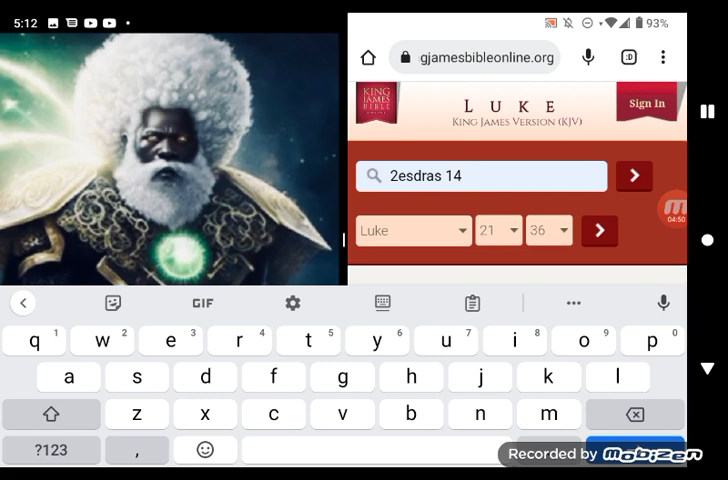 5:12
93%
gjamesbibleonline.org
:D
KING
JAMES
BIBLE
ONLINE
LUKE
KING JAMES VERSION (KJV)
Sign In
2esdras 14
Luke 21 36
04:50
GIF
q 1 w 2 e 3 r 4 t 5 y 6 u 7 i 8 o 9 p 0
a s d f g h j k l
z x c v b n m
?123 ,
Recorded by mobizen